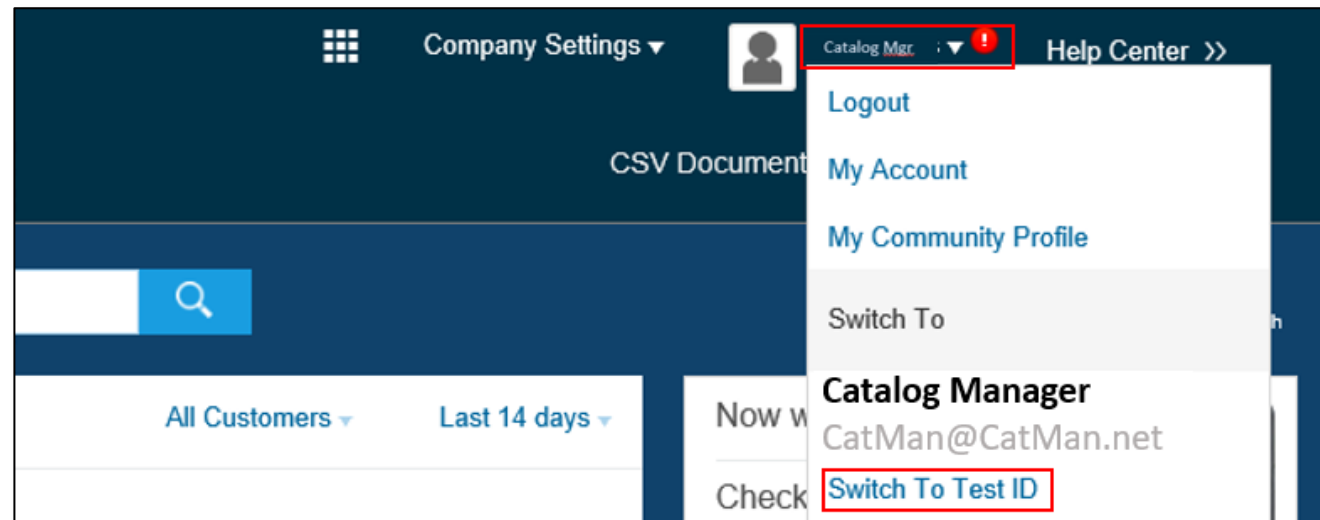 Company Settings
Catalog Mgr.
!
Help Center >>
Logout
CSV Document
My Account
My Community Profile
Switch To
h
Catalog Manager
All Customers
Last 14 days
Now w
CatMan@CatMan.net
Check
Switch To Test ID